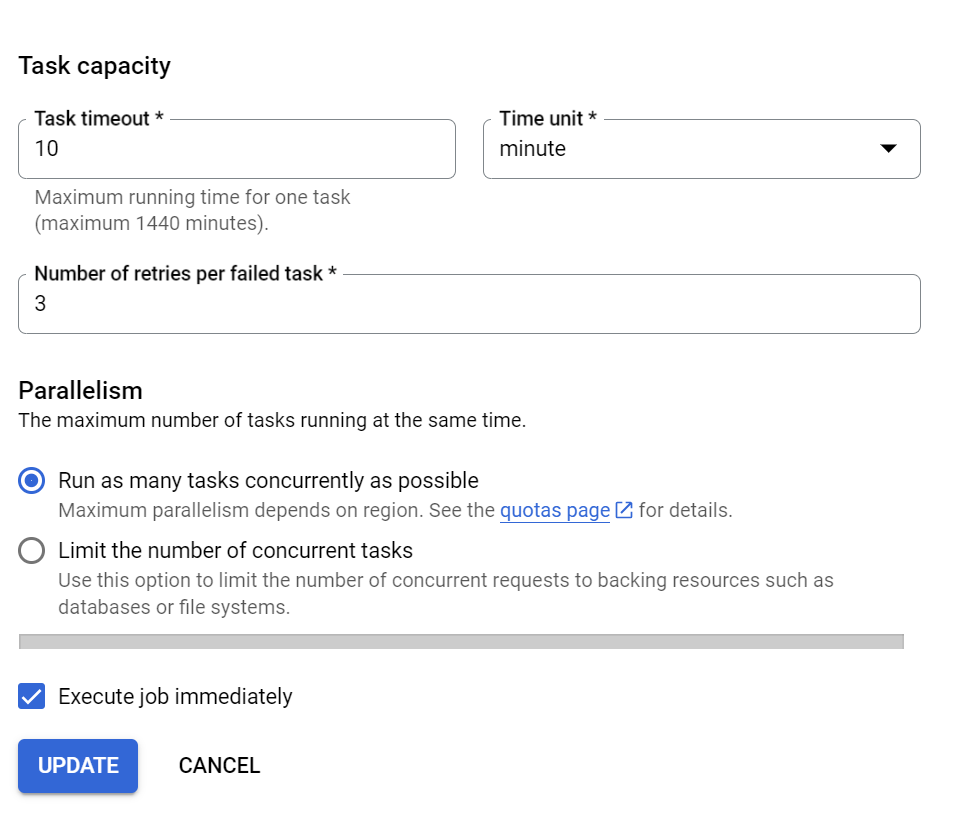 Task capacity
Task timeout *
Time unit *
10
minute
Maximum running time for one task
(maximum 1440 minutes).
Number of retries per failed task *
3
Parallelism
The maximum number of tasks running at the same time.
Run as many tasks concurrently as possible
Maximum parallelism depends on region. See the quotas page for details.
Limit the number of concurrent tasks
Use this option to limit the number of concurrent requests to backing resources such as
databases or file systems.
Execute job immediately
UPDATE
CANCEL